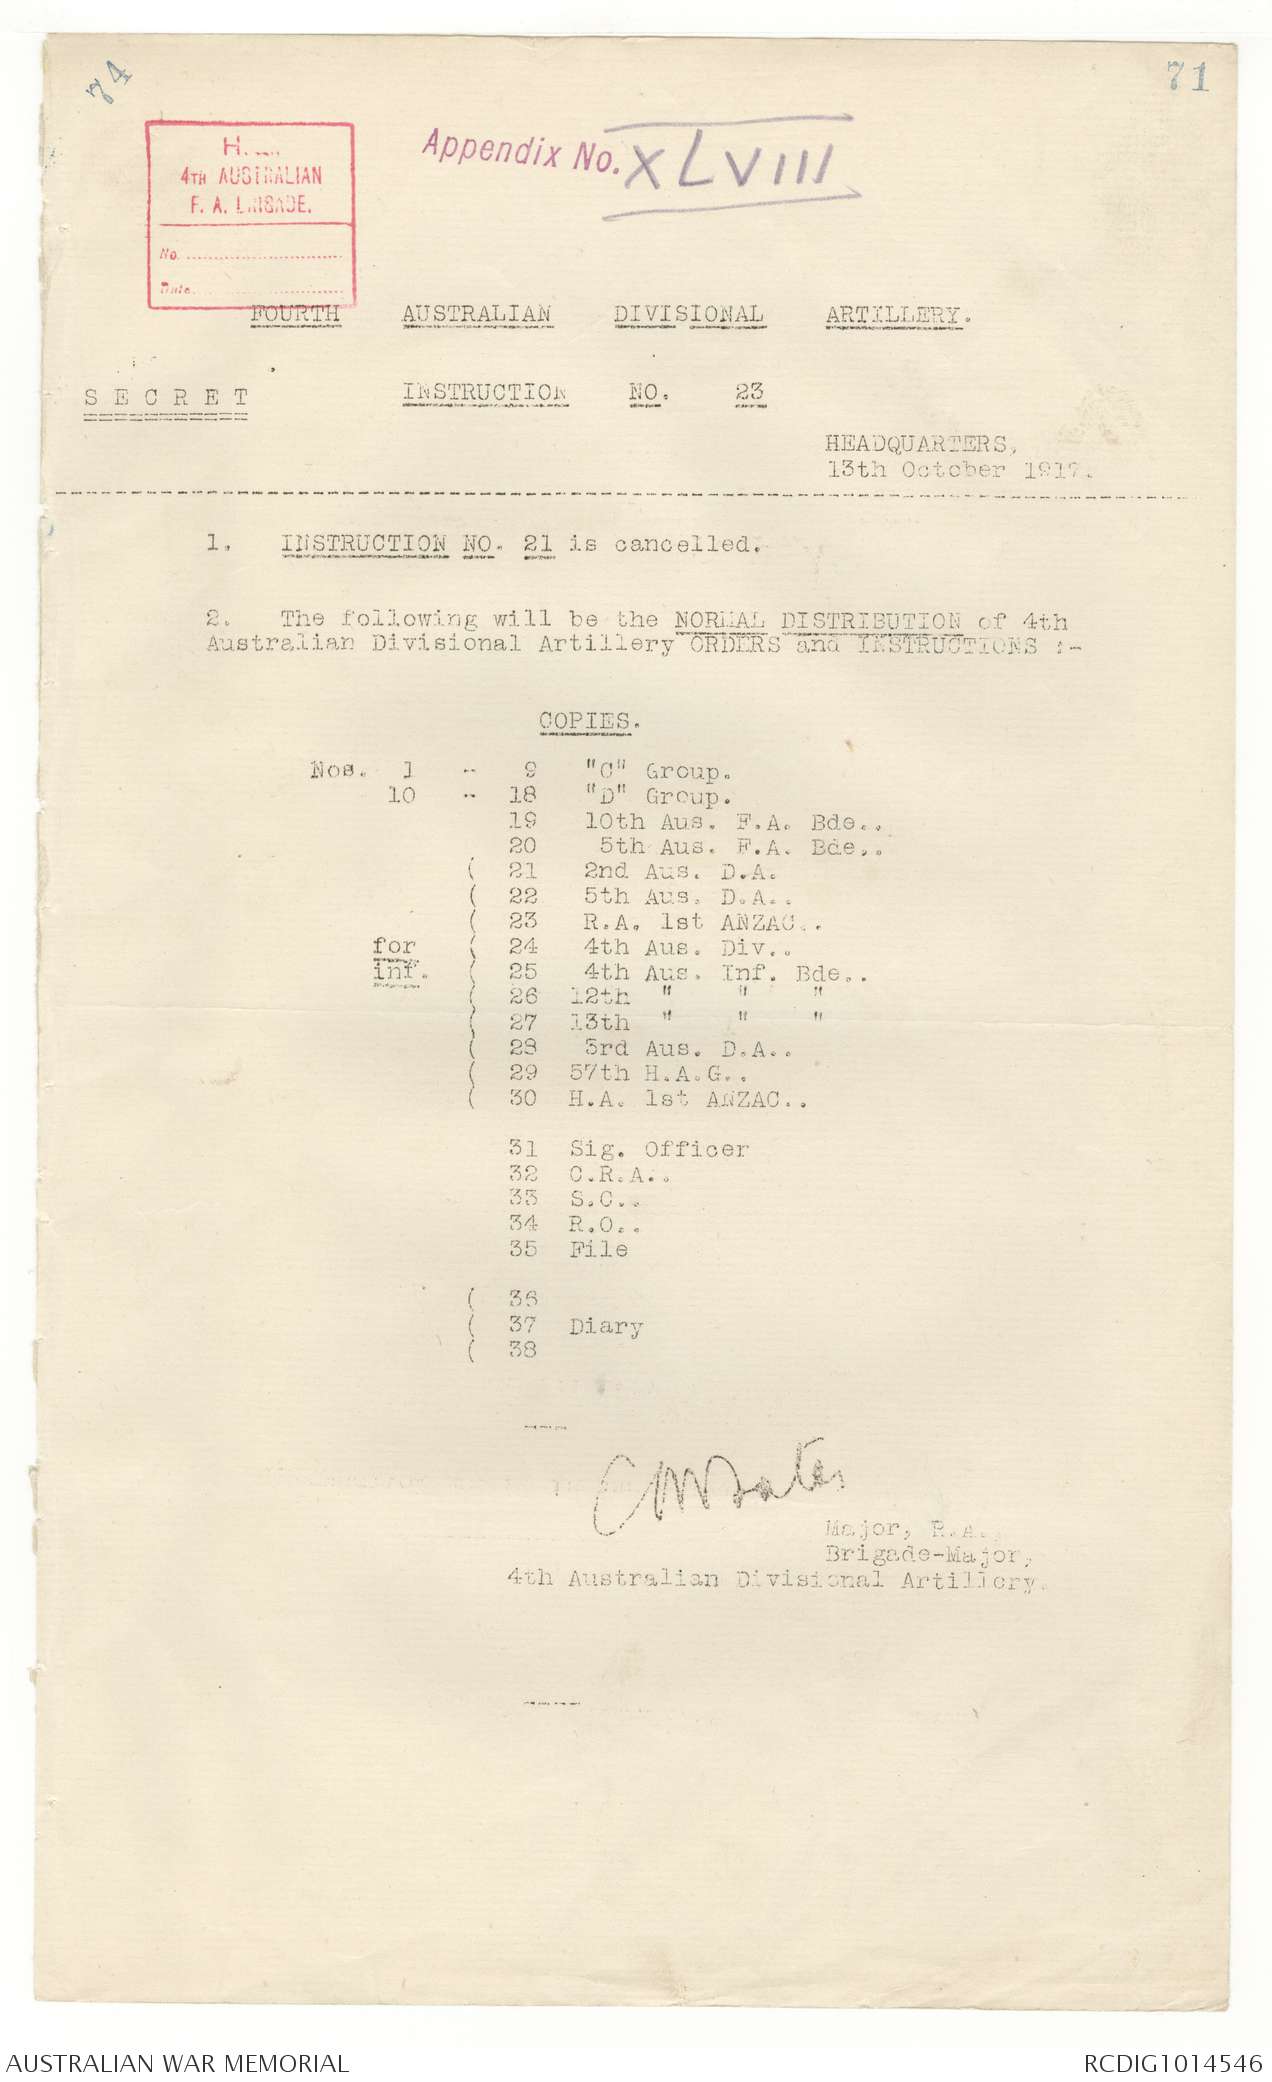 74
71
Appendix No. XLVIII
4TH AUSTRALIAN
F. A. BRIGADE.
No.
Date.
FOURTH AUSTRALIAN DIVISIONAL ARTILLERY.
S E C R E T
INSTRUCTION NO. 23
HEADQUARTERS,
13th October 1917.
1. INSTRUCTION NO. 21 is cancelled.
2. The following will be the NORMAL DISTRIBUTION of 4th
Australian Divisional Artillery ORDERS and INSTRUCTIONS :-
COPIES.
Nos. 1 - 9 "C" Group.
10 - 18 "D" Group.
19 10th Aus. F.A. Bde..
20 5th Aus. F.A. Bde..
( 21 2nd Aus. D.A.
( 22 5th Aus. D.A..
( 23 R.A. 1st ANZAC..
for ( 24 4th Aus. Div..
inf. ( 25 4th Aus. Inf. Bde..
( 26 12th " " "
( 27 13th " " "
( 28 3rd Aus. D.A..
( 29 57th H.A.G..
( 30 H.A. 1st ANZAC..
31 Sig. Officer
32 C.R.A..
33 S.C..
34 R.O..
35 File
( 36
( 37 Diary
( 38
Major, R.A.,
Brigade-Major,
4th Australian Divisional Artillery.
AUSTRALIAN WAR MEMORIAL
RCDIG1014546